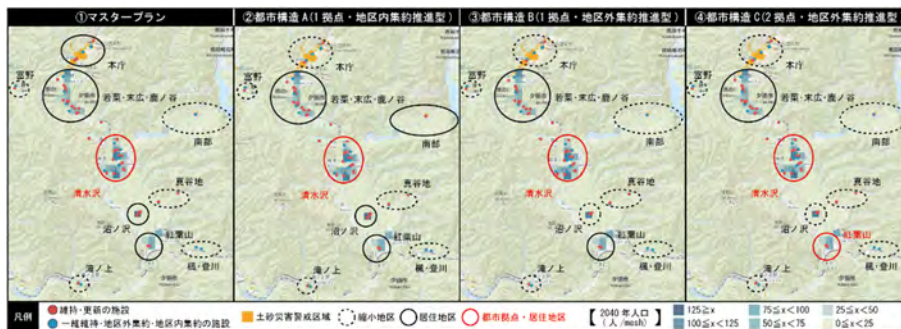 ①マスタープラン
②都市構造A(1拠点・地区内集約推進型)
③都市構造B(1拠点・地区外集約推進型)
④都市構造C(2拠点・地区外集約推進型)
本庁
富野
若菜・末広・鹿ノ谷
南部
清水沢
真谷地
沼ノ沢
紅葉山
滝ノ上
楓・登川
本庁
富野
若菜・末広・鹿ノ谷
南部
清水沢
真谷地
沼ノ沢
紅葉山
滝ノ上
楓・登川
本庁
富野
若菜・末広・鹿ノ谷
南部
清水沢
真谷地
沼ノ沢
紅葉山
滝ノ上
楓・登川
本庁
富野
若菜・末広・鹿ノ谷
南部
清水沢
真谷地
沼ノ沢
紅葉山
滝ノ上
楓・登川
凡例
維持・更新の施設
一維維持・地区外集約・地区内集約の施設
土砂災害警戒区域
縮小地区
居住地区
都市拠点・居住地区
【2040年人口(人/mesh)】
125≧x
100≦x<125
75≦x<100
50≦x<75
25≦x<50
0≦x<25